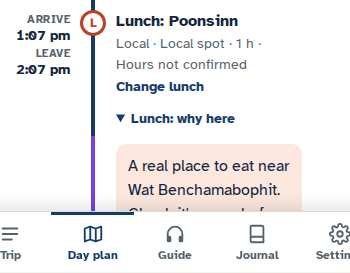 ARRIVE
1:07 pm
LEAVE
2:07 pm
L
Lunch: Poonsinn
Local · Local spot · 1 h ·
Hours not confirmed
Change lunch
▼ Lunch: why here
A real place to eat near
Wat Benchamabophit.
Trip
Day plan
Guide
Journal
Settin